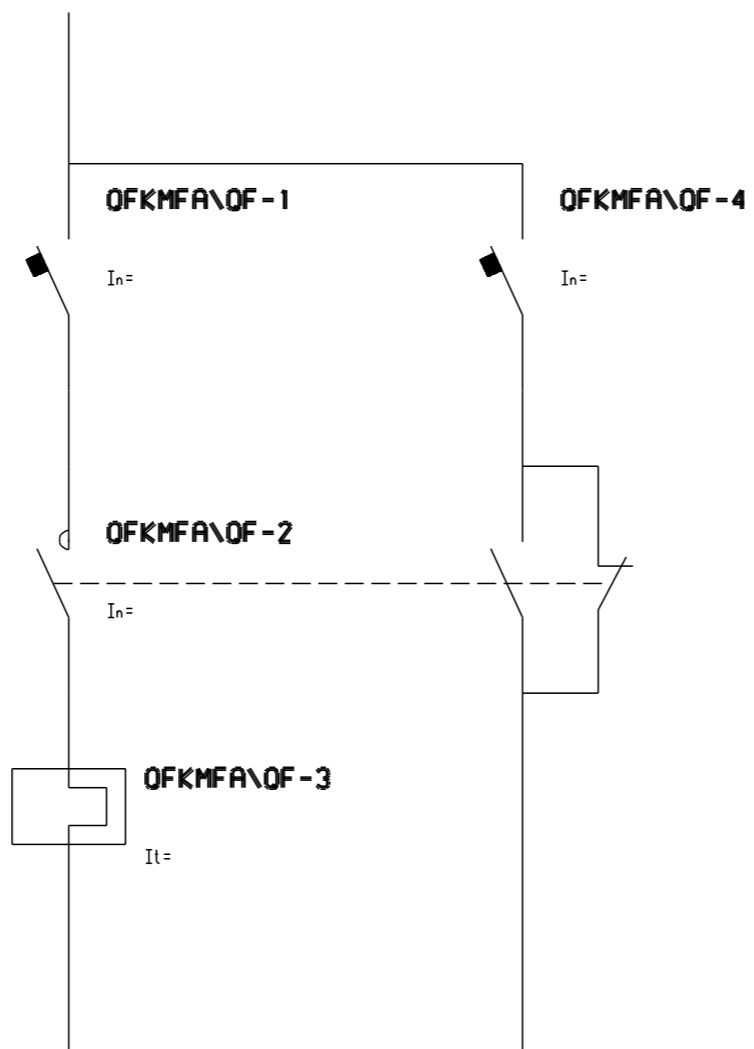 QFKMFA\QF-1
QFKMFA\QF-4
In=
In=
QFKMFA\QF-2
In=
QFKMFA\QF-3
It=